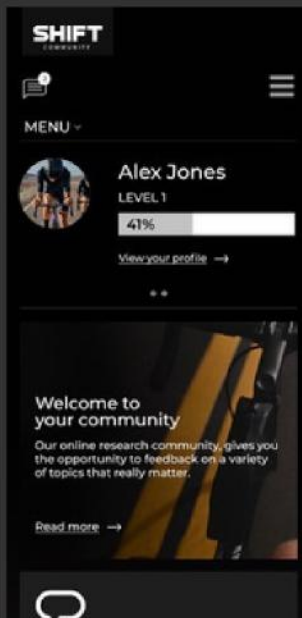 SHIFT
COMMUNITY
MENU
Alex Jones
LEVEL 1
41%
View your profile →
Welcome to
your community
Our online research community, gives you
the opportunity to feedback on a variety
of topics that really matter.
Read more →